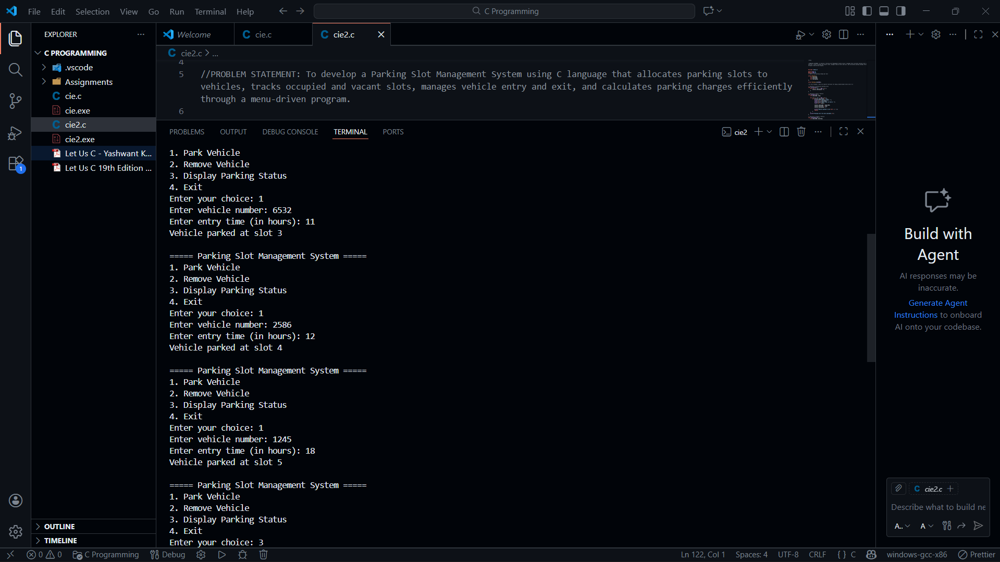 File Edit Selection View Go Run Terminal Help
C Programming
EXPLORER
C PROGRAMMING
.vscode
Assignments
cie.c
cie.exe
cie2.c
cie2.exe
Let Us C - Yashwant K...
Let Us C 19th Edition ...
OUTLINE
TIMELINE
1
Welcome
cie.c
cie2.c
cie2.c > ...
4
5 //PROBLEM STATEMENT: To develop a Parking Slot Management System using C language that allocates parking slots to
vehicles, tracks occupied and vacant slots, manages vehicle entry and exit, and calculates parking charges efficiently
through a menu-driven program.
6
PROBLEMS OUTPUT DEBUG CONSOLE TERMINAL PORTS
cie2
1. Park Vehicle
2. Remove Vehicle
3. Display Parking Status
4. Exit
Enter your choice: 1
Enter vehicle number: 6532
Enter entry time (in hours): 11
Vehicle parked at slot 3
===== Parking Slot Management System =====
1. Park Vehicle
2. Remove Vehicle
3. Display Parking Status
4. Exit
Enter your choice: 1
Enter vehicle number: 2586
Enter entry time (in hours): 12
Vehicle parked at slot 4
===== Parking Slot Management System =====
1. Park Vehicle
2. Remove Vehicle
3. Display Parking Status
4. Exit
Enter your choice: 1
Enter vehicle number: 1245
Enter entry time (in hours): 18
Vehicle parked at slot 5
===== Parking Slot Management System =====
1. Park Vehicle
2. Remove Vehicle
3. Display Parking Status
4. Exit
Enter your choice: 3
Build with
Agent
AI responses may be
inaccurate.
Generate Agent
Instructions to onboard
AI onto your codebase.
cie2.c
Describe what to build ne
A.. A
0 0 C Programming Debug
Ln 122, Col 1 Spaces: 4 UTF-8 CRLF { } C windows-gcc-x86 Prettier